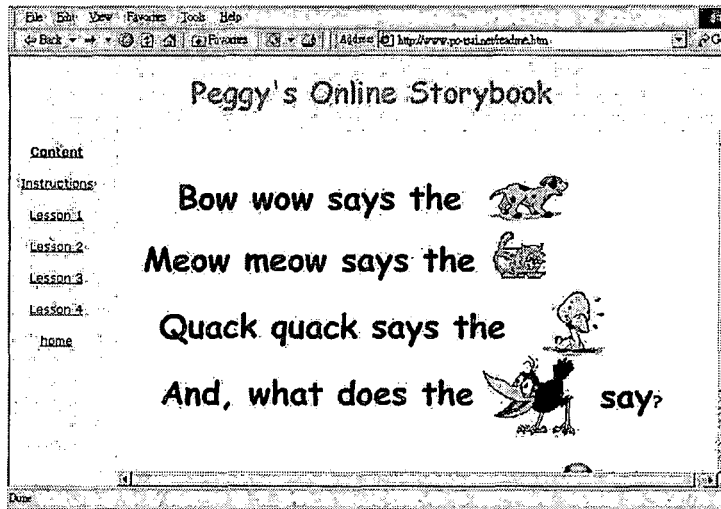 File Edit View Favorites Tools Help
Back Favorites Address
Peggy's Online Storybook
Content
Instructions
Lesson 1
Lesson 2
Lesson 3
Lesson 4
home
Bow wow says the
Meow meow says the
Quack quack says the
And, what does the say?
Done